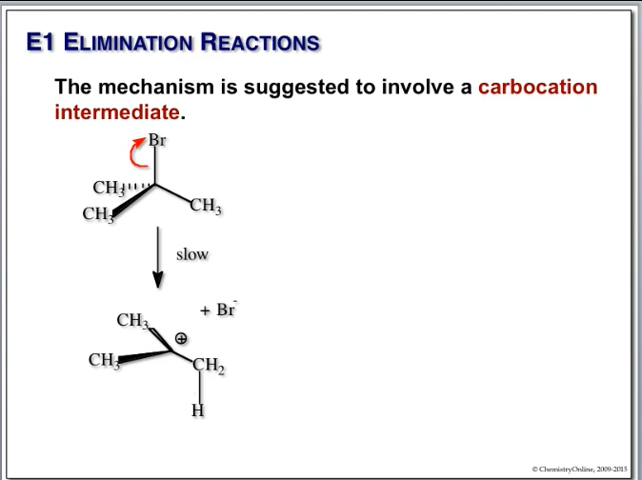 E1 ELIMINATION REACTIONS
The mechanism is suggested to involve a carbocation
intermediate.
Br
CH₃
CH₃
CH₃
slow
+ Br⁻
CH₃
⊕
CH₃
CH₂
H
© ChemistryOnline, 2009-2015